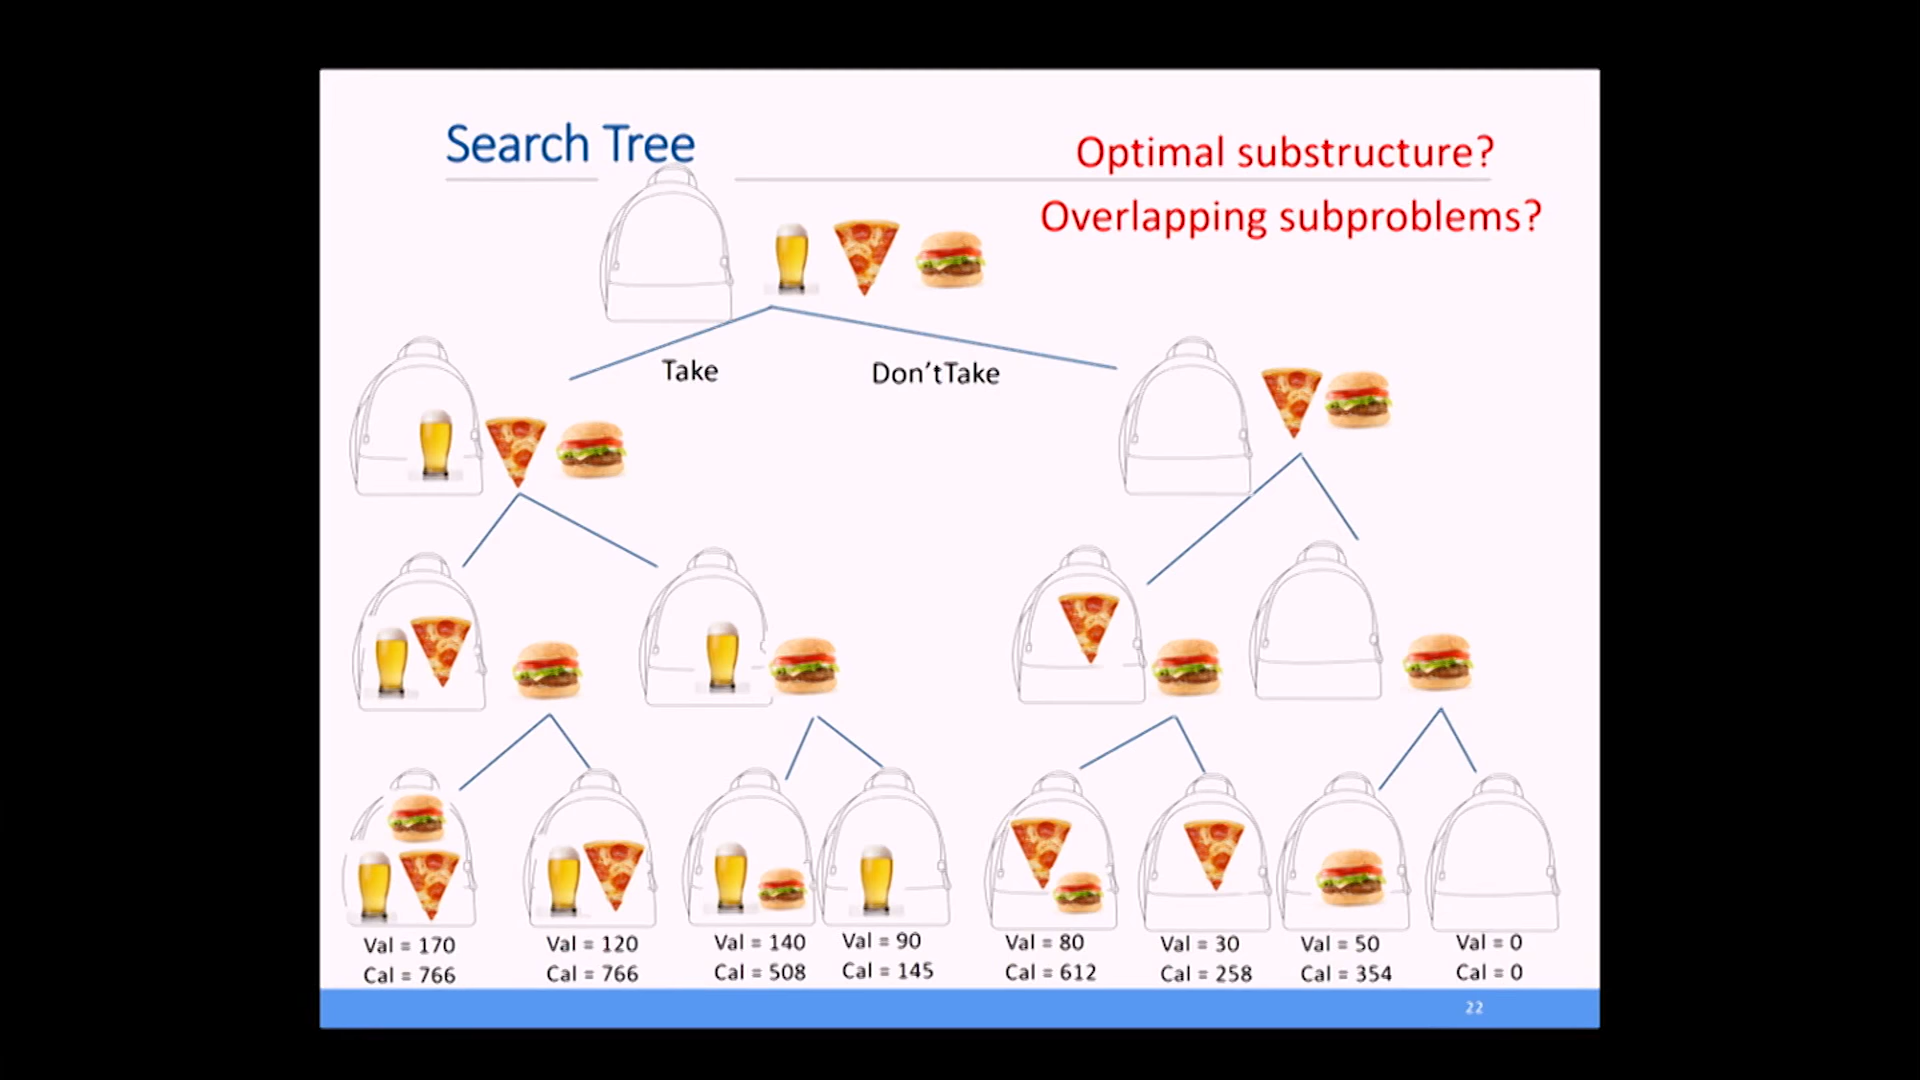 Search Tree
Optimal substructure?
Overlapping subproblems?
Take
Don'tTake
Val = 170
Cal = 766
Val = 120
Cal = 766
Val = 140
Cal = 508
Val = 90
Cal = 145
Val = 80
Cal = 612
Val = 30
Cal = 258
Val = 50
Cal = 354
Val = 0
Cal = 0
22